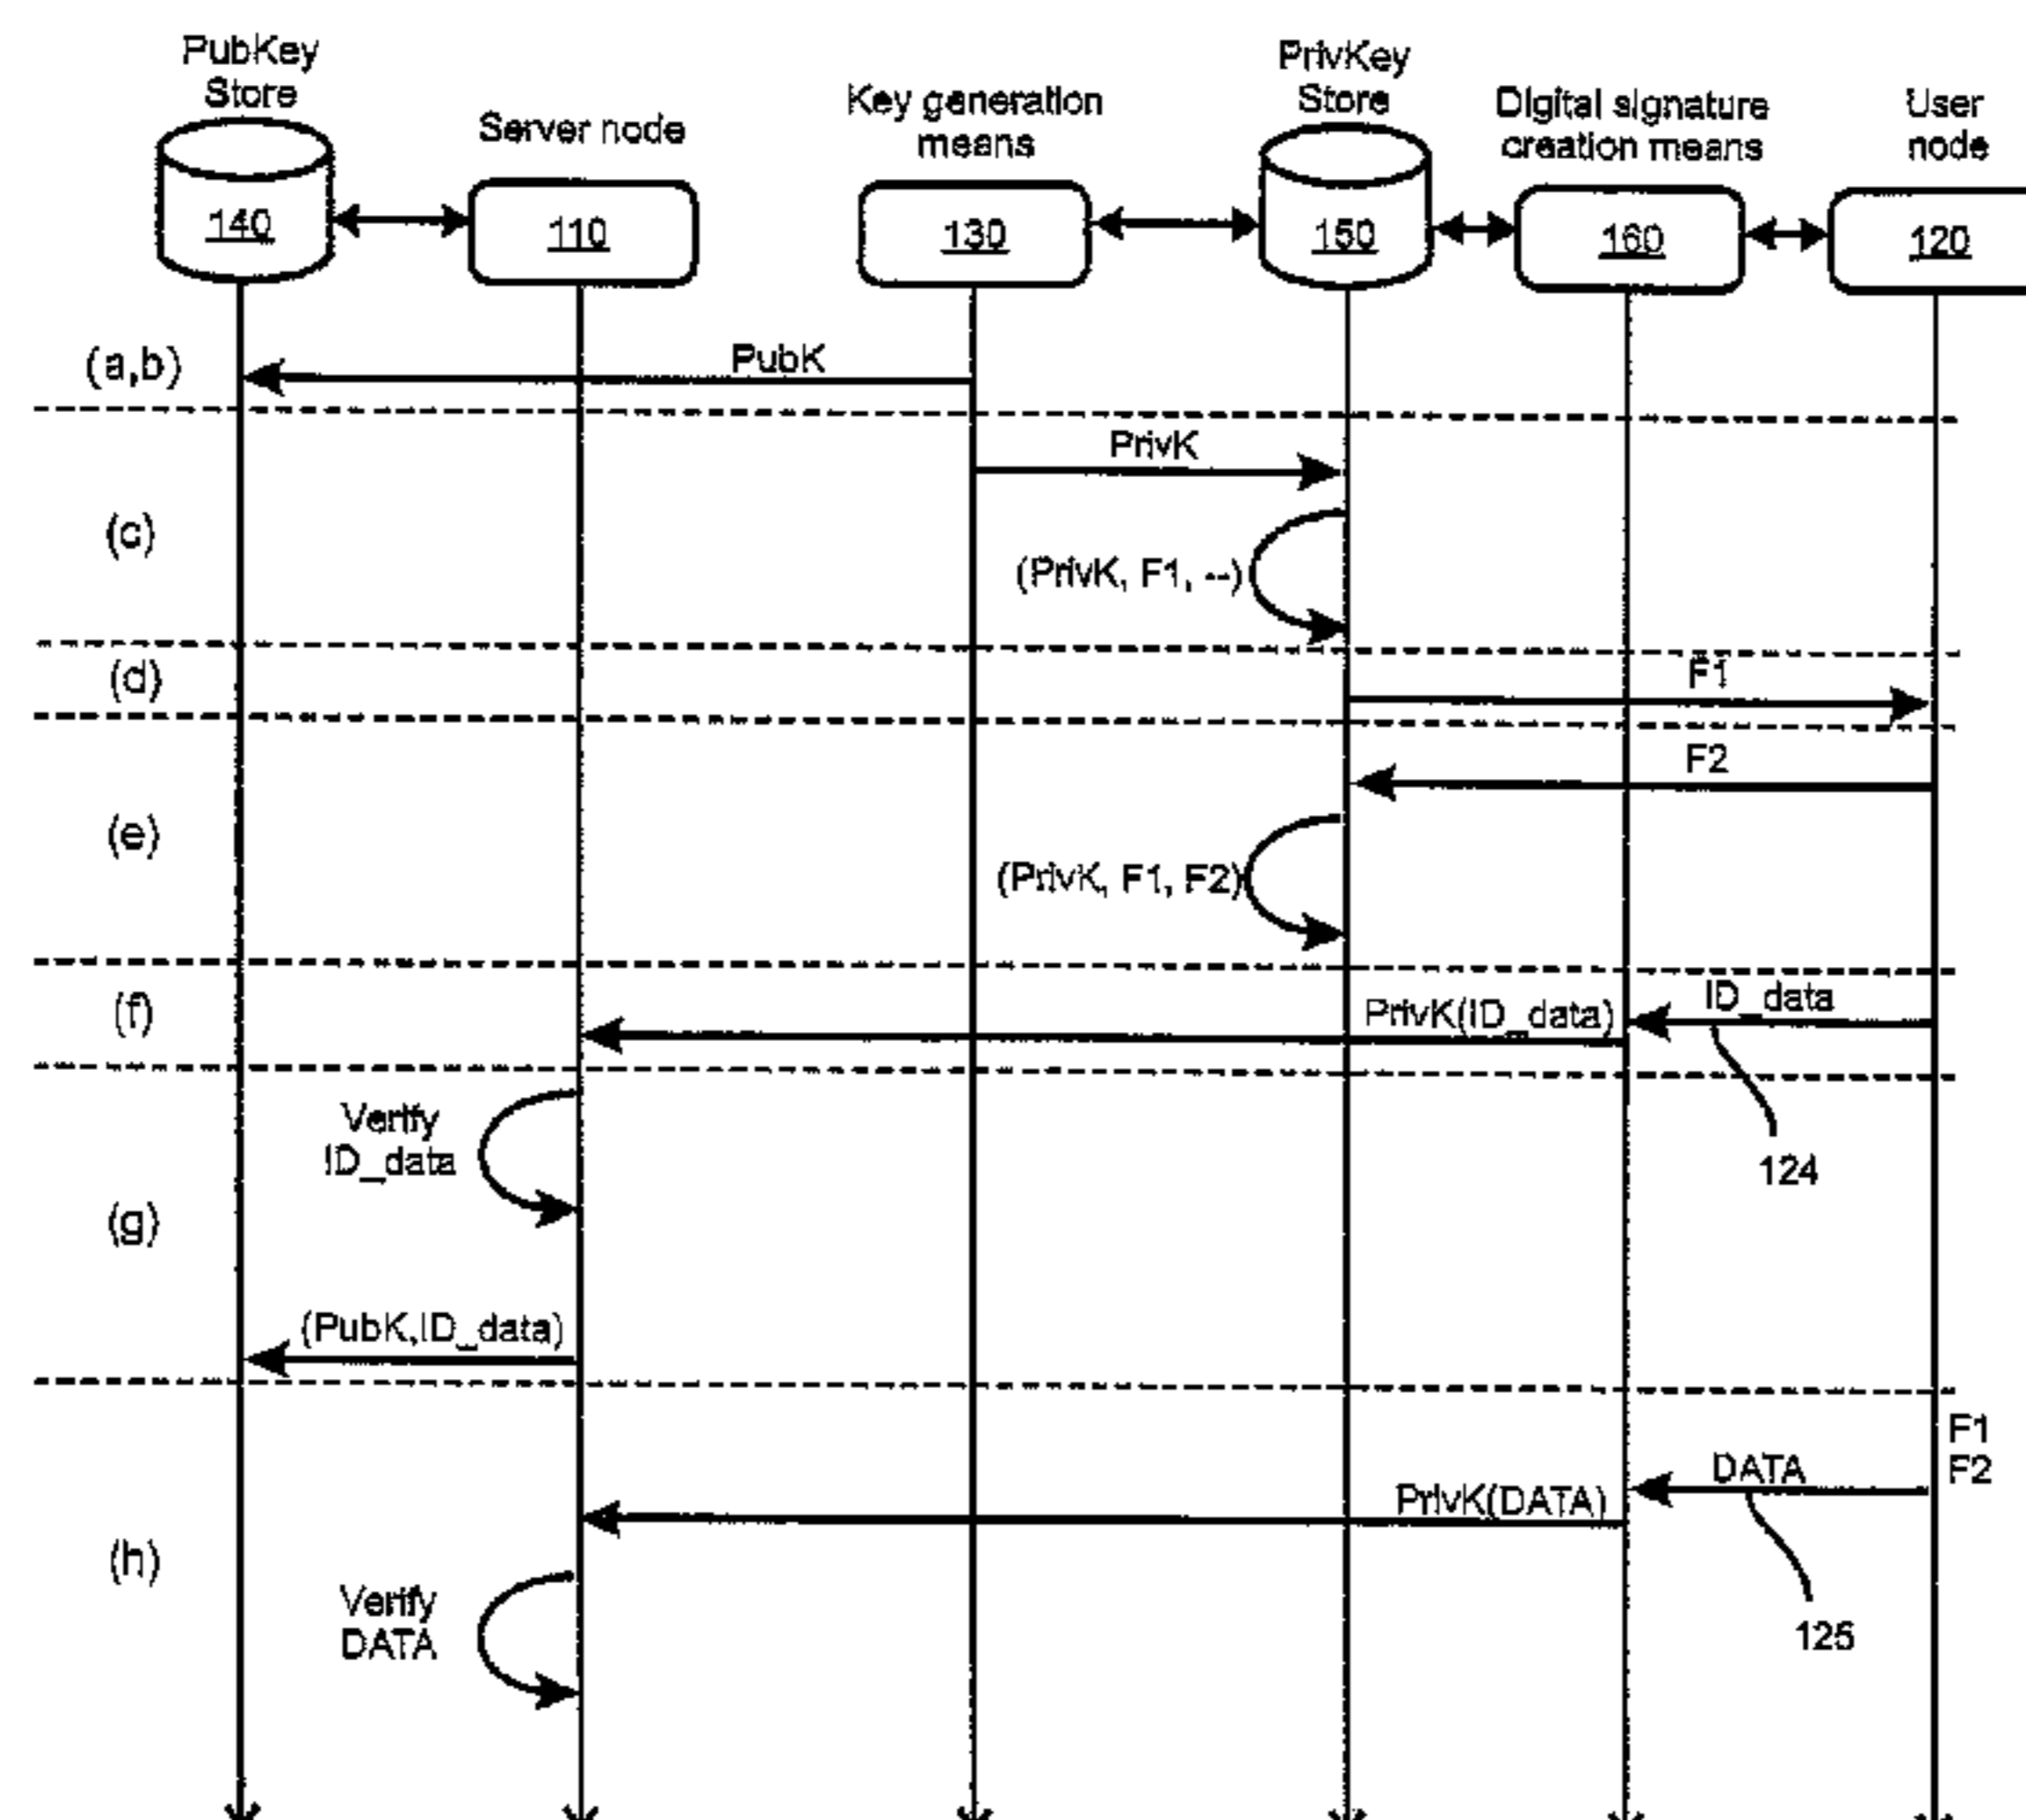 PubKey
Store
Server node
Key generation
means
PrivKey
Store
Digital signature
creation means
User
node
140
110
130
150
160
120
(a,b)
PubK
PrivK
(c)
(PrivK, F1, --)
(d)
F1
F2
(e)
(PrivK, F1, F2)
(f)
PrivK(ID_data)
ID_data
124
Verify
ID_data
(g)
(PubK,ID_data)
F1
F2
DATA
PrivK(DATA)
(h)
125
Verify
DATA